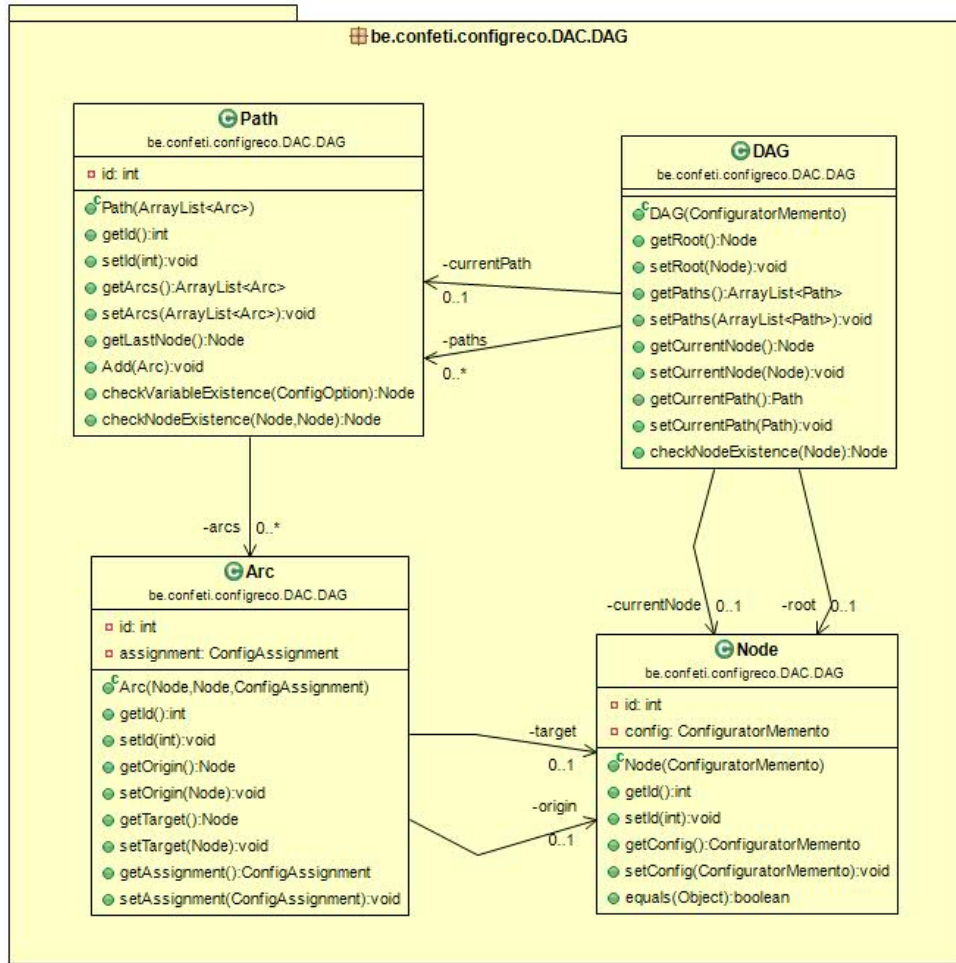 be.confeti.configreco.DAC.DAG
Path
be.confeti.configreco.DAC.DAG
id: int
Path(ArrayList<Arc>)
getId():int
setId(int):void
getArcs():ArrayList<Arc>
setArcs(ArrayList<Arc>):void
getLastNode():Node
Add(Arc):void
checkVariableExistence(ConfigOption):Node
checkNodeExistence(Node,Node):Node
DAG
be.confeti.configreco.DAC.DAG
DAG(ConfiguratorMemento)
getRoot():Node
setRoot(Node):void
getPaths():ArrayList<Path>
setPaths(ArrayList<Path>):void
getCurrentNode():Node
setCurrentNode(Node):void
getCurrentPath():Path
setCurrentPath(Path):void
checkNodeExistence(Node):Node
-currentPath
0..1
-paths
0..*
-arcs 0..*
-currentNode 0..1
-root 0..1
Arc
be.confeti.configreco.DAC.DAG
id: int
assignment: ConfigAssignment
Arc(Node,Node,ConfigAssignment)
getId():int
setId(int):void
getOrigin():Node
setOrigin(Node):void
getTarget():Node
setTarget(Node):void
getAssignment():ConfigAssignment
setAssignment(ConfigAssignment):void
-target
0..1
-origin
0..1
Node
be.confeti.configreco.DAC.DAG
id: int
config: ConfiguratorMemento
Node(ConfiguratorMemento)
getId():int
setId(int):void
getConfig():ConfiguratorMemento
setConfig(ConfiguratorMemento):void
equals(Object):boolean